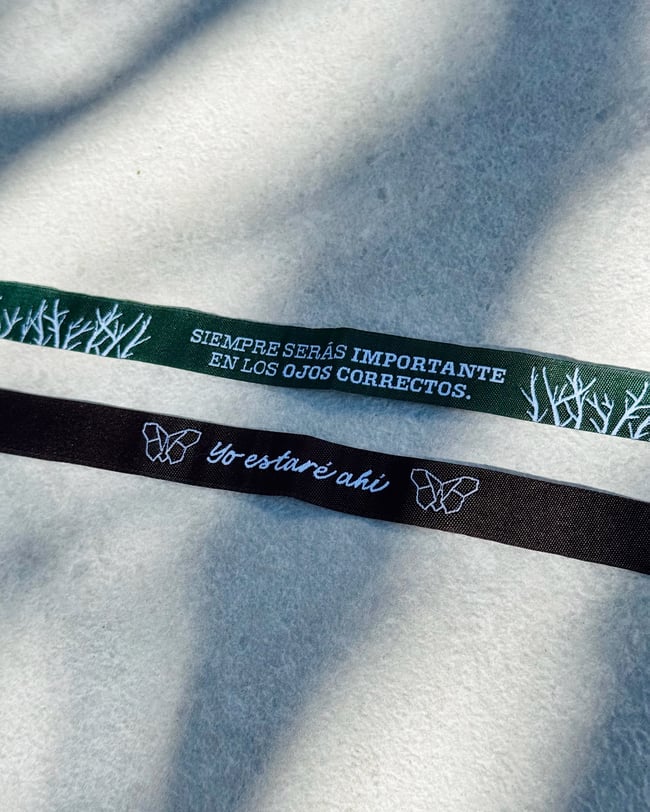 SIEMPRE SERÁS IMPORTANTE
EN LOS OJOS CORRECTOS.
Yo estaré ahí